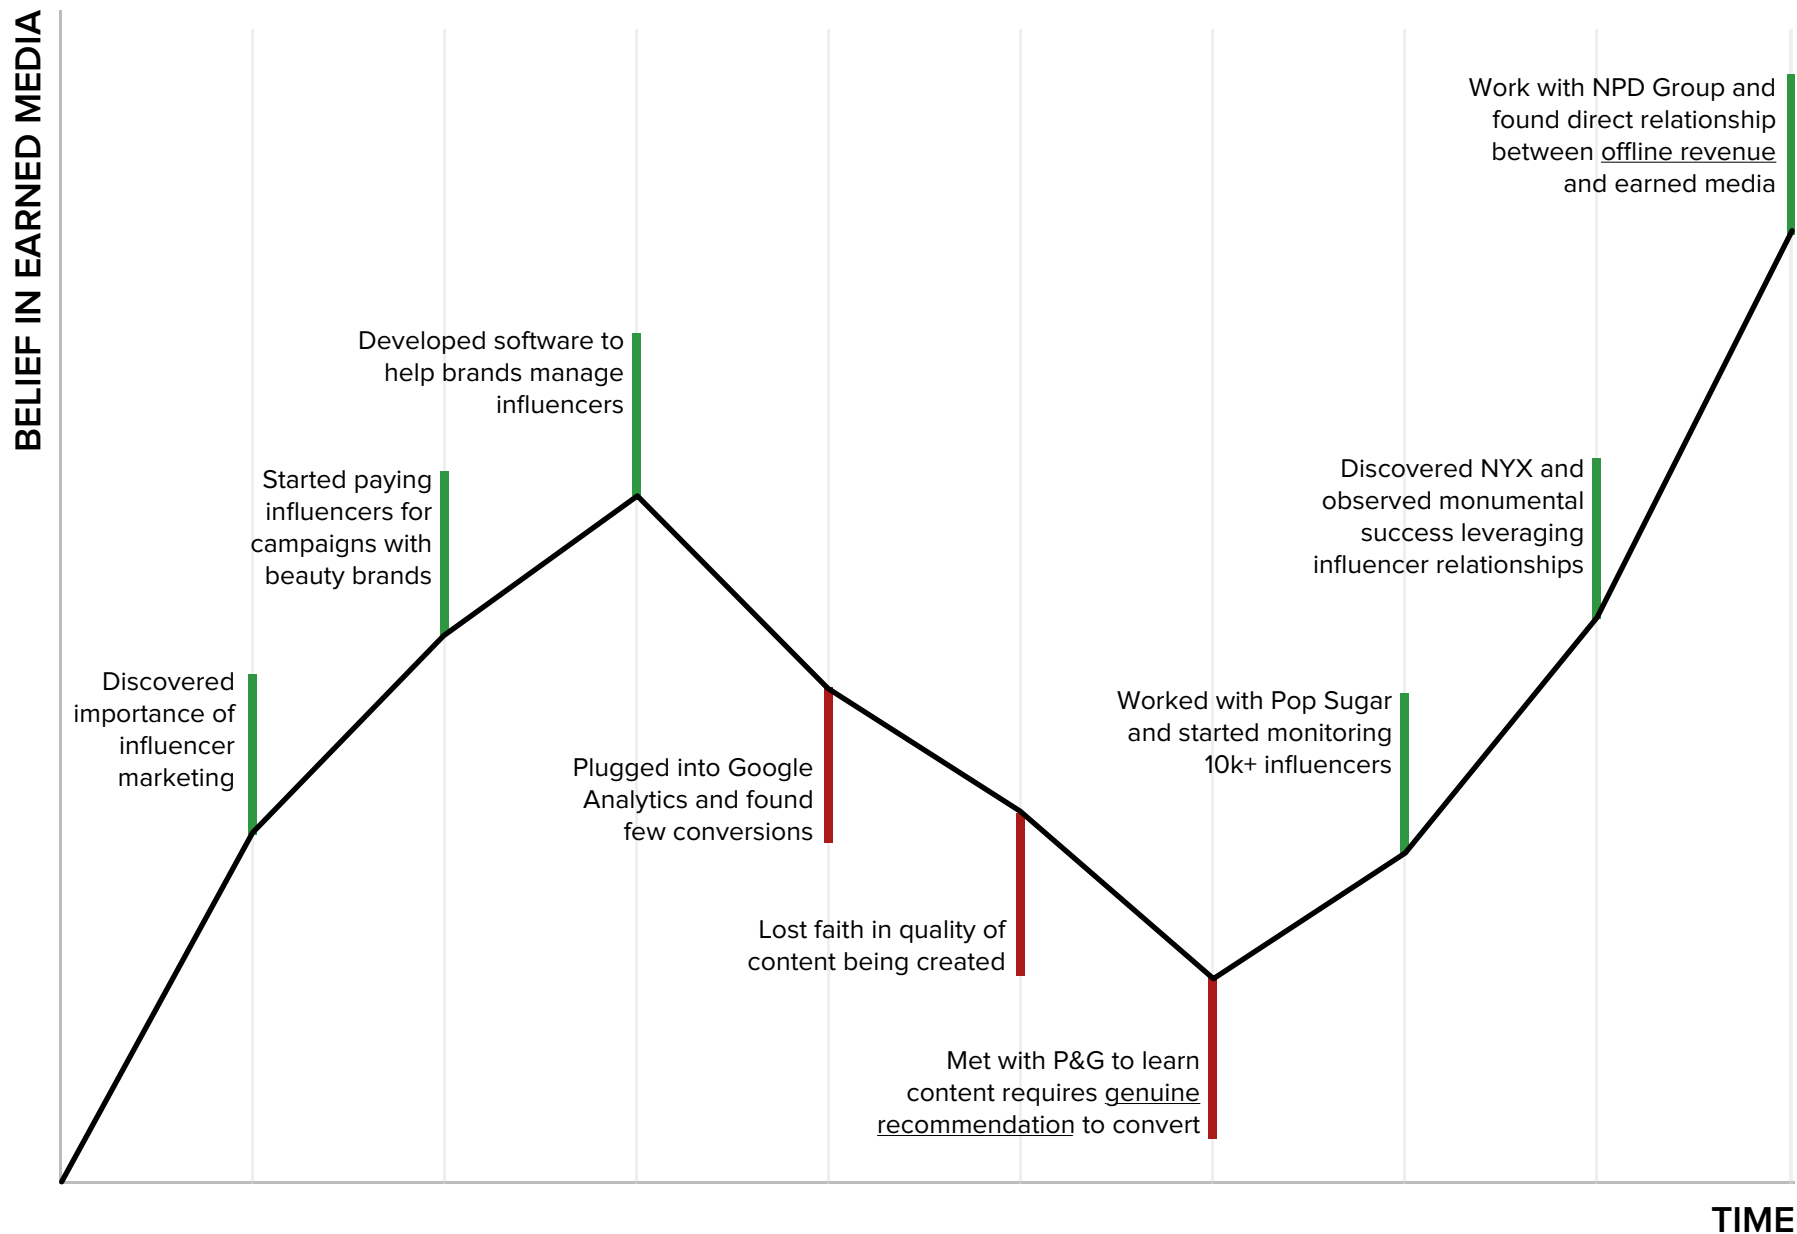 BELIEF IN EARNED MEDIA
Discovered
importance of
influencer
marketing
Started paying
influencers for
campaigns with
beauty brands
Developed software to
help brands manage
influencers
Plugged into Google
Analytics and found
few conversions
Lost faith in quality of
content being created
Met with P&G to learn
content requires genuine
recommendation to convert
Worked with Pop Sugar
and started monitoring
10k+ influencers
Discovered NYX and
observed monumental
success leveraging
influencer relationships
Work with NPD Group and
found direct relationship
between offline revenue
and earned media
TIME